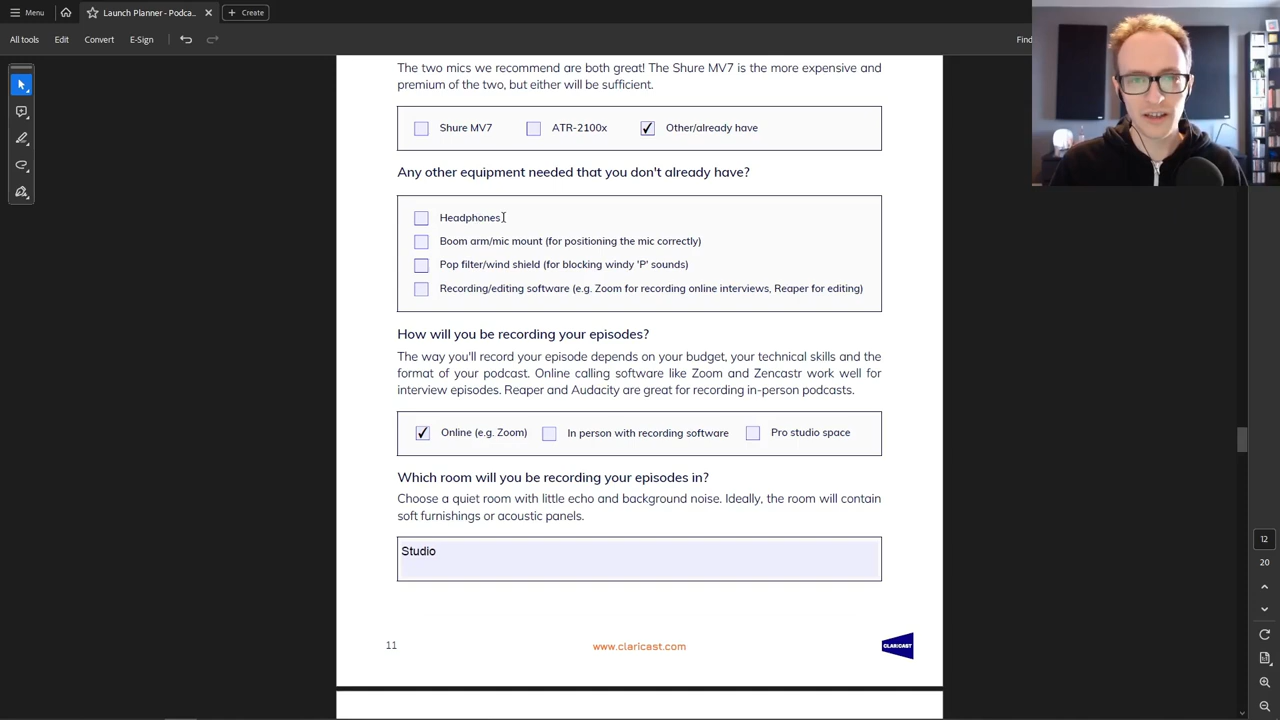 Menu
Launch Planner - Podca...
Create
All tools
Edit
Convert
E-Sign
Find
The two mics we recommend are both great! The Shure MV7 is the more expensive and
premium of the two, but either will be sufficient.
Shure MV7
ATR-2100x
Other/already have
Any other equipment needed that you don't already have?
Headphones
Boom arm/mic mount (for positioning the mic correctly)
Pop filter/wind shield (for blocking windy 'P' sounds)
Recording/editing software (e.g. Zoom for recording online interviews, Reaper for editing)
How will you be recording your episodes?
The way you'll record your episode depends on your budget, your technical skills and the
format of your podcast. Online calling software like Zoom and Zencastr work well for
interview episodes. Reaper and Audacity are great for recording in-person podcasts.
Online (e.g. Zoom)
In person with recording software
Pro studio space
Which room will you be recording your episodes in?
Choose a quiet room with little echo and background noise. Ideally, the room will contain
soft furnishings or acoustic panels.
Studio
11
www.claricast.com
CLARICAST
12
20